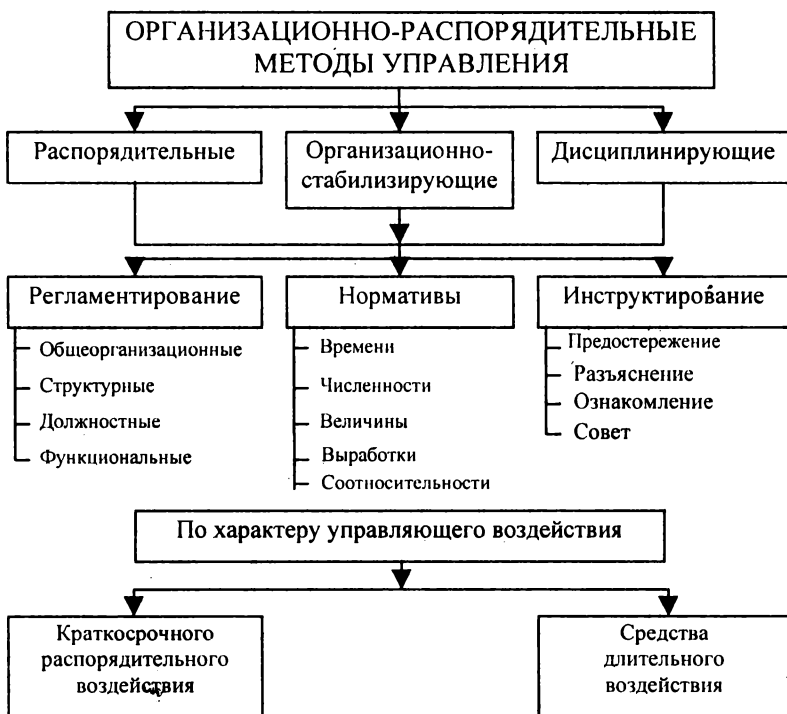 ОРГАНИЗАЦИОННО-РАСПОРЯДИТЕЛЬНЫЕ
МЕТОДЫ УПРАВЛЕНИЯ
Распорядительные
Организационно-
стабилизирующие
Дисциплинирующие
Регламентирование
Общеорганизационные
Структурные
Должностные
Функциональные
Нормативы
Времени
Численности
Величины
Выработки
Соотносительности
Инструктирование
Предостережение
Разъяснение
Ознакомление
Совет
По характеру управляющего воздействия
Краткосрочного
распорядительного
воздействия
Средства
длительного
воздействия